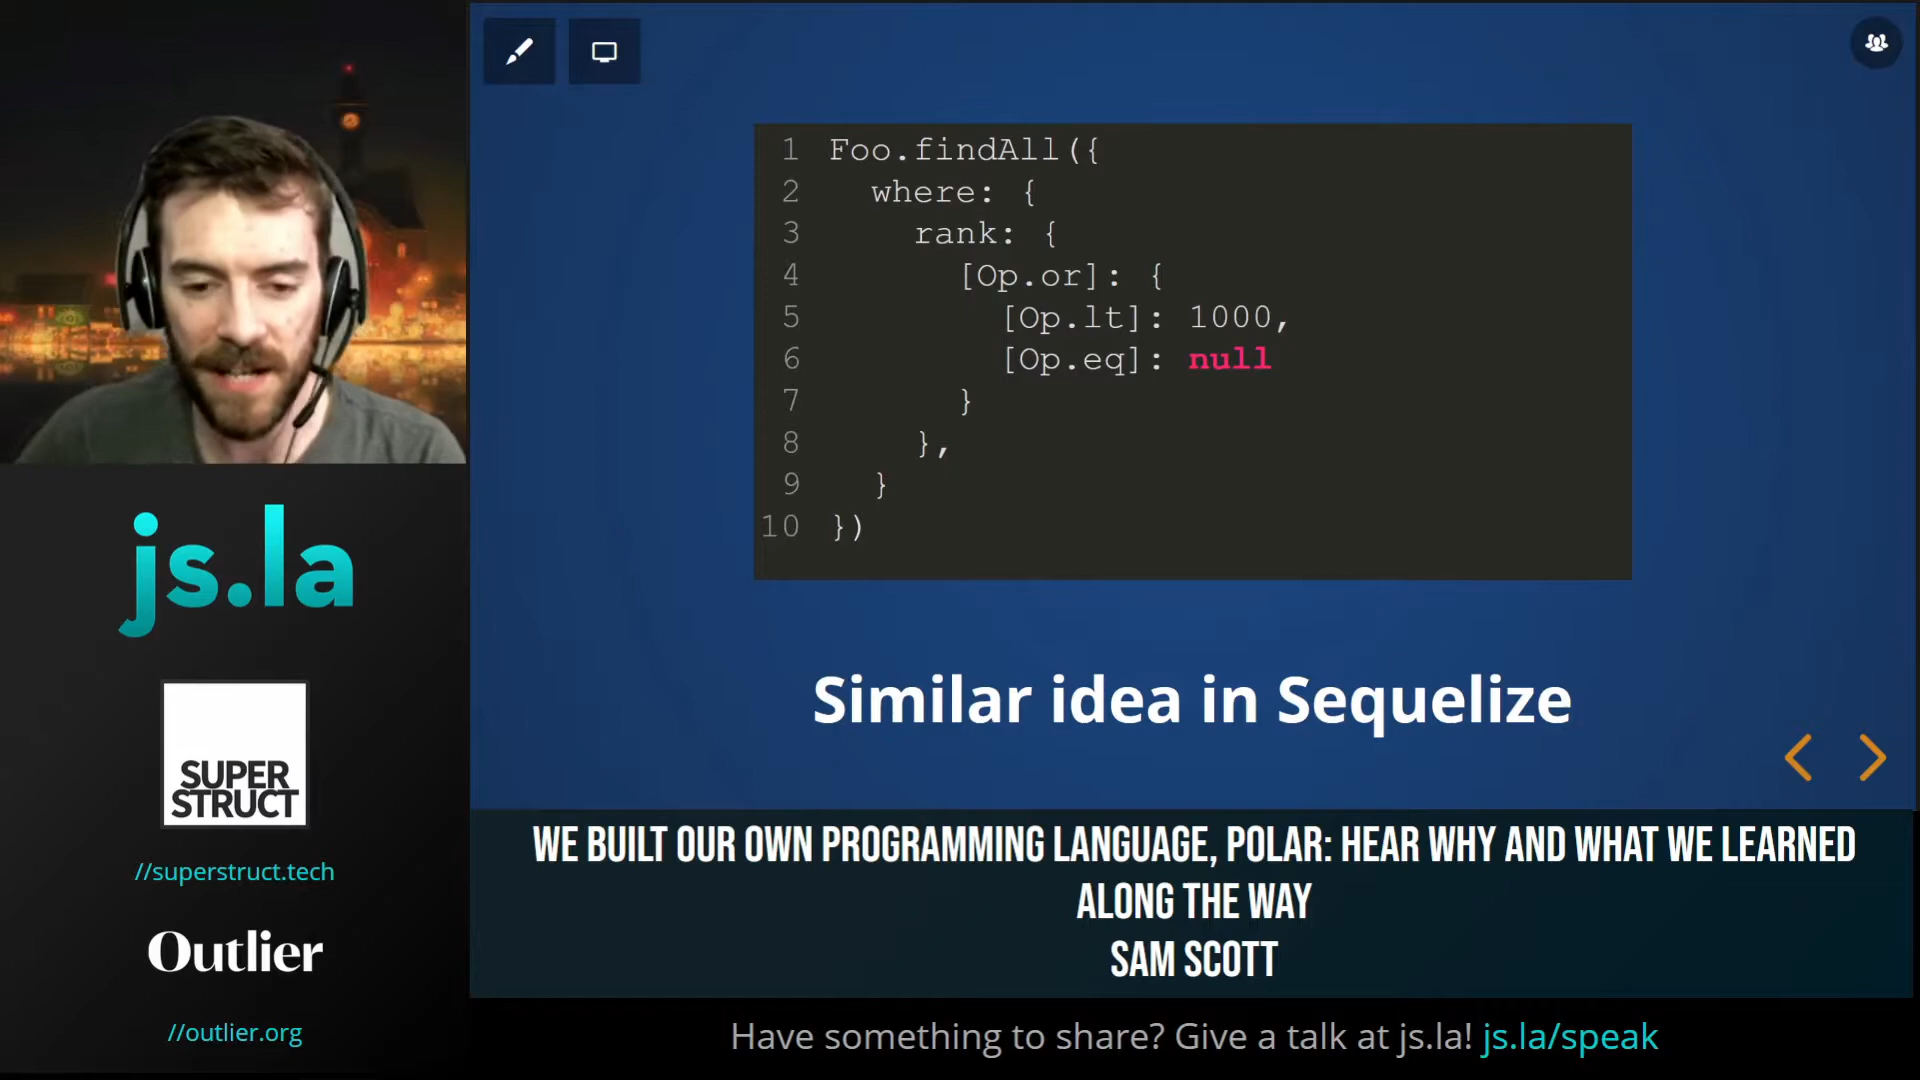 1 Foo.findAll({
2 where: {
3 rank: {
4 [Op.or]: {
5 [Op.lt]: 1000,
6 [Op.eq]: null
7 }
8 },
9 }
10 })
Similar idea in Sequelize
js.la
SUPER
STRUCT
//superstruct.tech
Outlier
//outlier.org
WE BUILT OUR OWN PROGRAMMING LANGUAGE, POLAR: HEAR WHY AND WHAT WE LEARNED
ALONG THE WAY
SAM SCOTT
Have something to share? Give a talk at js.la! js.la/speak